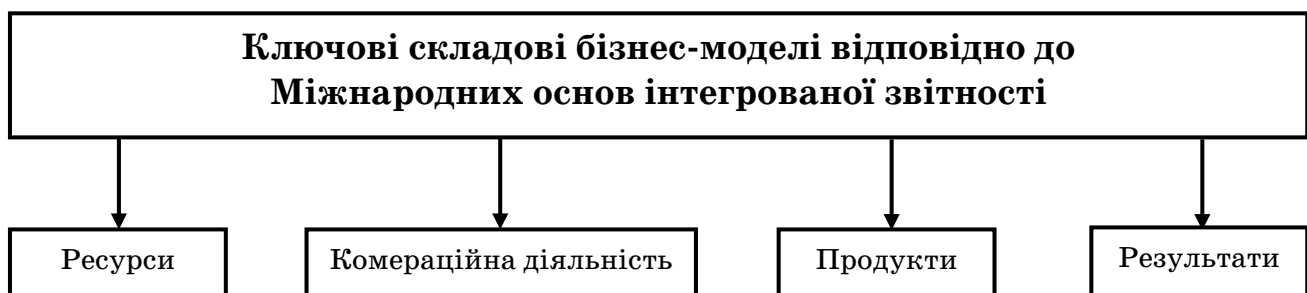 Ключові складові бізнес-моделі відповідно до
Міжнародних основ інтегрованої звітності
Ресурси
Комераційна діяльність
Продукти
Результати